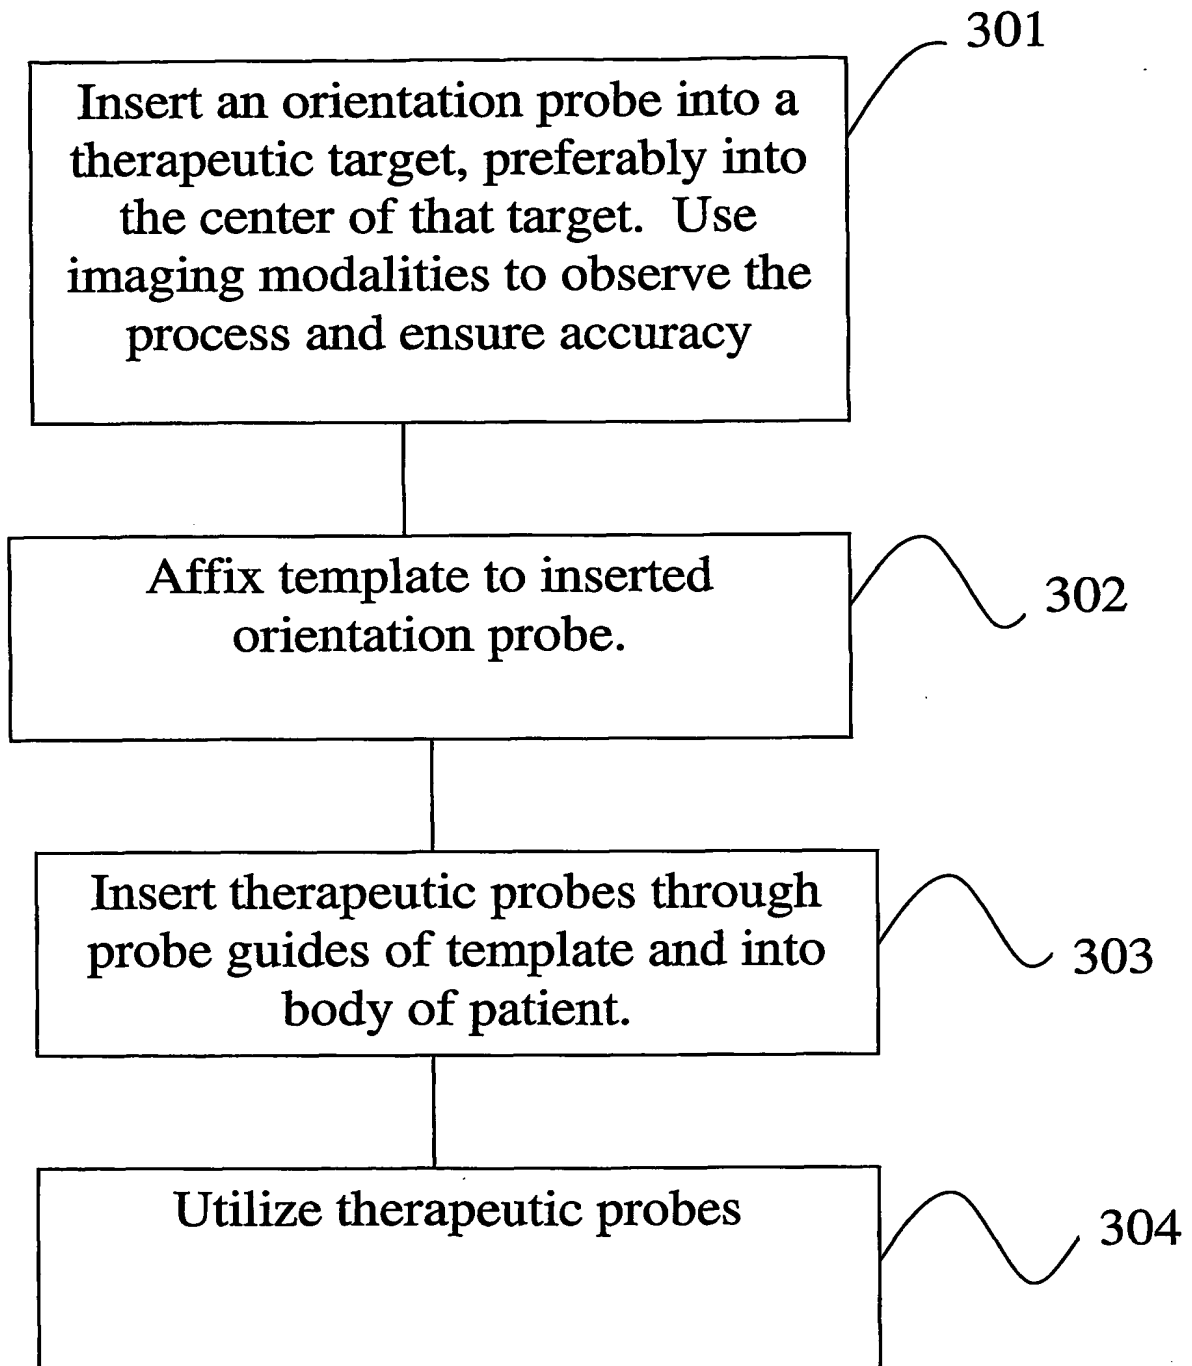 301
Insert an orientation probe into a
therapeutic target, preferably into
the center of that target.  Use
imaging modalities to observe the
process and ensure accuracy
Affix template to inserted
orientation probe.
302
Insert therapeutic probes through
probe guides of template and into
body of patient.
303
Utilize therapeutic probes
304